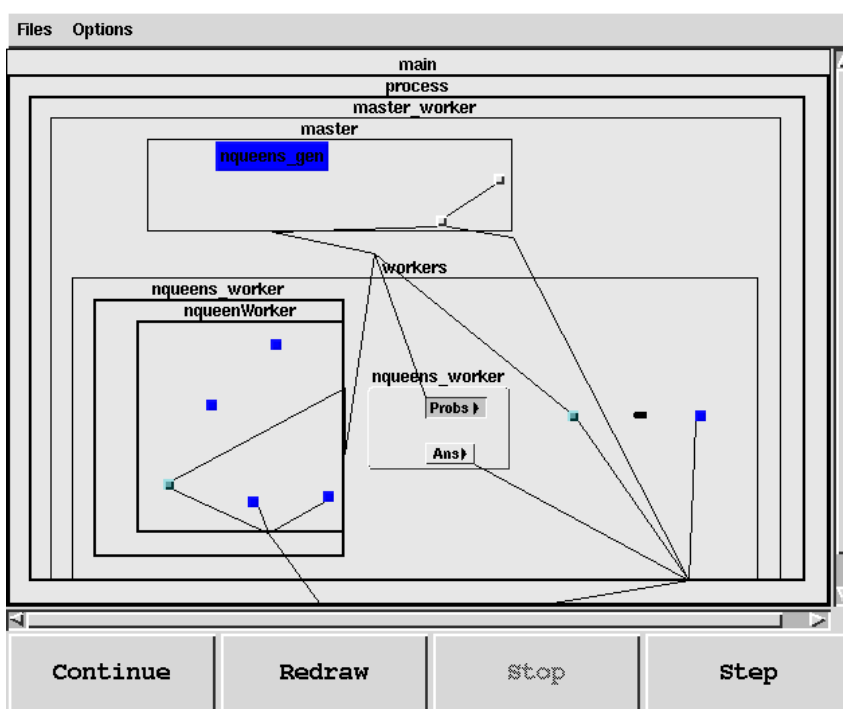 Files Options
main
process
master_worker
master
nqueens_gen
workers
nqueens_worker
nqueenWorker
nqueens_worker
Probs
Ans
Continue Redraw Stop Step